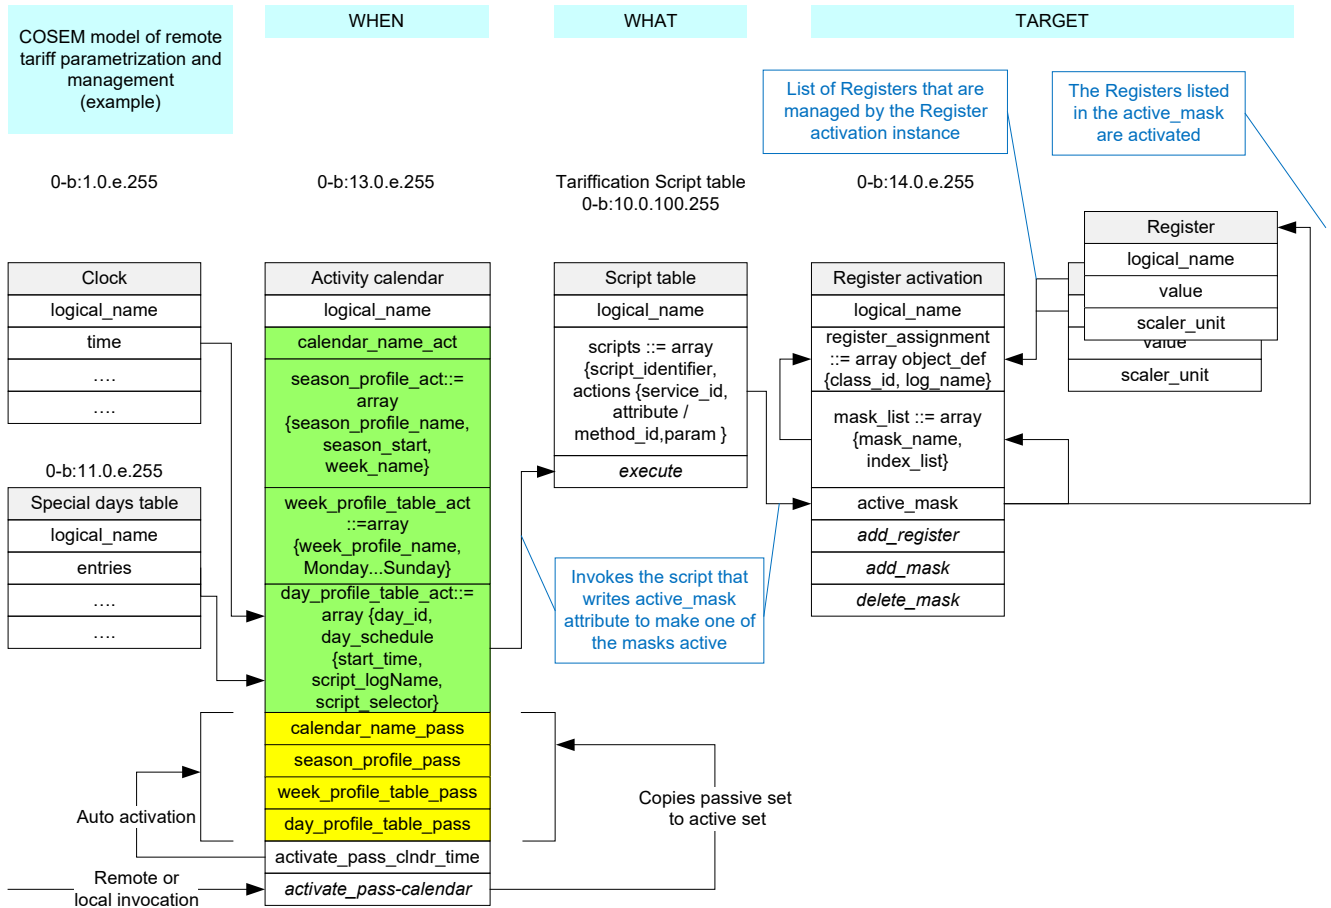 COSEM model of remote
tariff parametrization and
management
(example)
WHEN
WHAT
TARGET
List of Registers that are
managed by the Register
activation instance
The Registers listed
in the active_mask
are activated
0-b:1.0.e.255
0-b:13.0.e.255
Tariffication Script table
0-b:10.0.100.255
0-b:14.0.e.255
Clock
logical_name
time
....
....
0-b:11.0.e.255
Special days table
logical_name
entries
....
....
Activity calendar
logical_name
calendar_name_act
season_profile_act::=
array
{season_profile_name,
season_start,
week_name}
week_profile_table_act
::=array
{week_profile_name,
Monday...Sunday}
day_profile_table_act::=
array {day_id,
day_schedule
{start_time,
script_logName,
script_selector}
calendar_name_pass
season_profile_pass
week_profile_table_pass
day_profile_table_pass
activate_pass_clndr_time
activate_pass-calendar
Auto activation
Remote or
local invocation
Script table
logical_name
scripts ::= array
{script_identifier,
actions {service_id,
attribute /
method_id,param }
execute
Invokes the script that
writes active_mask
attribute to make one of
the masks active
Copies passive set
to active set
Register activation
logical_name
register_assignment
::= array object_def
{class_id, log_name}
mask_list ::= array
{mask_name,
index_list}
active_mask
add_register
add_mask
delete_mask
Register
logical_name
value
scaler_unit
value
scaler_unit